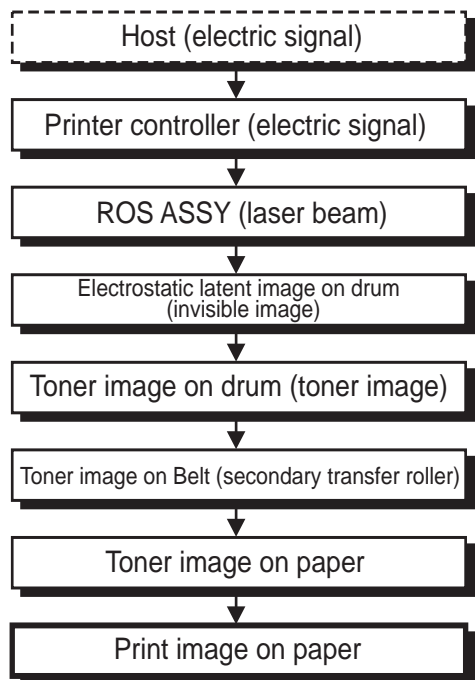 Host (electric signal)
Printer controller (electric signal)
ROS ASSY (laser beam)
Electrostatic latent image on drum
(invisible image)
Toner image on drum (toner image)
Toner image on Belt (secondary transfer roller)
Toner image on paper
Print image on paper